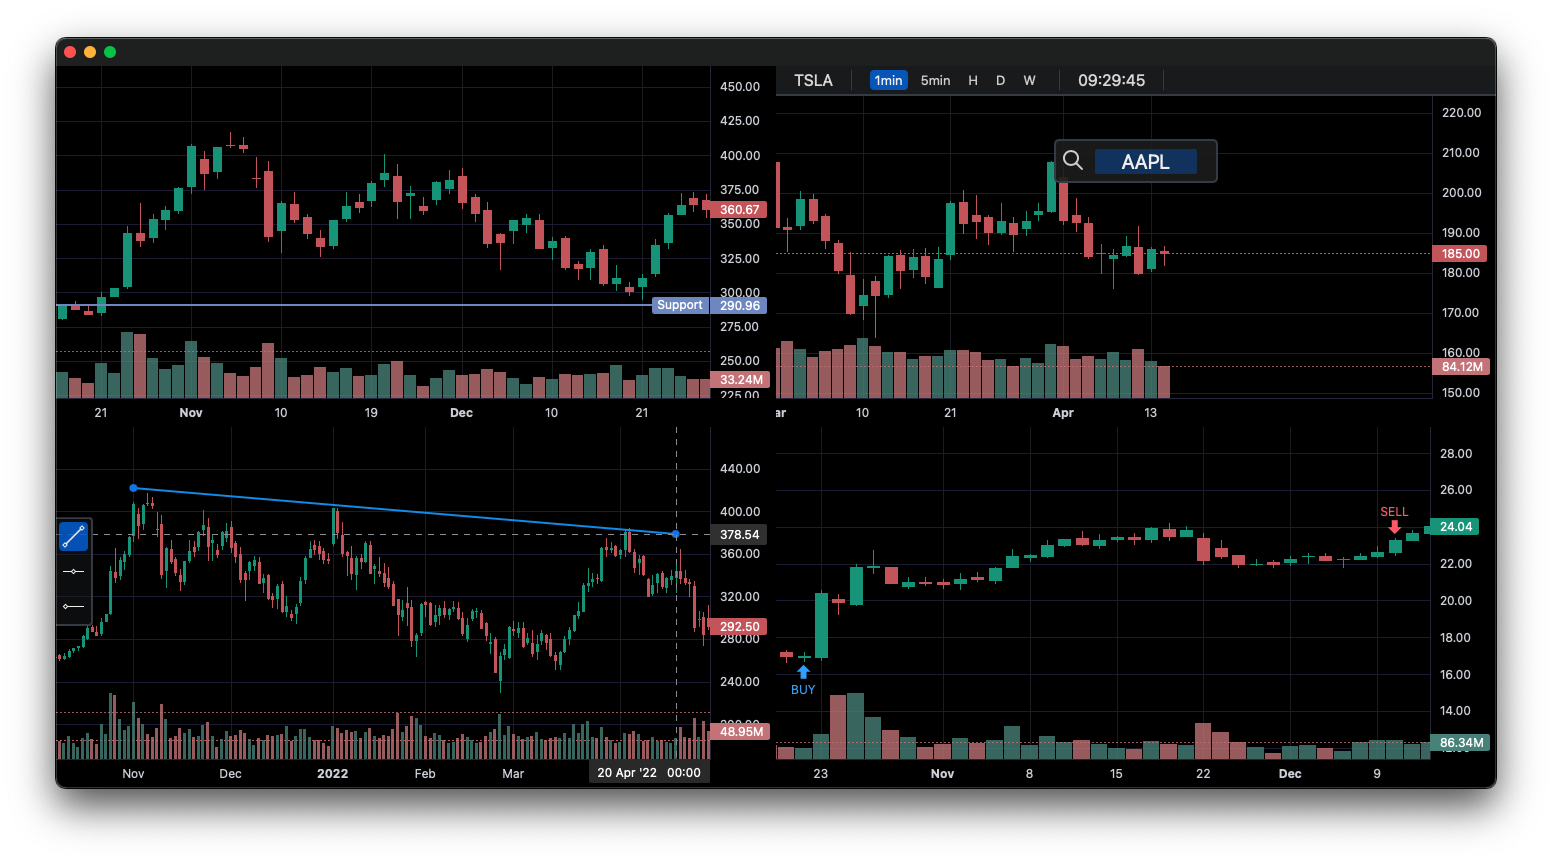 450.00
425.00
400.00
375.00
360.67
350.00
325.00
300.00
Support 290.96
275.00
250.00
33.24M
225.00
21 Nov 10 19 Dec 10 21
TSLA 1min 5min H D W 09:29:45
220.00
210.00
AAPL
200.00
190.00
185.00
180.00
170.00
160.00
84.12M
150.00
ar 10 21 Apr 13
440.00
400.00
378.54
360.00
320.00
292.50
280.00
240.00
48.95M
Nov Dec 2022 Feb Mar 20 Apr '22 00:00
28.00
26.00
SELL
24.04
22.00
20.00
18.00
16.00
BUY
14.00
86.34M
23 Nov 8 15 22 Dec 9